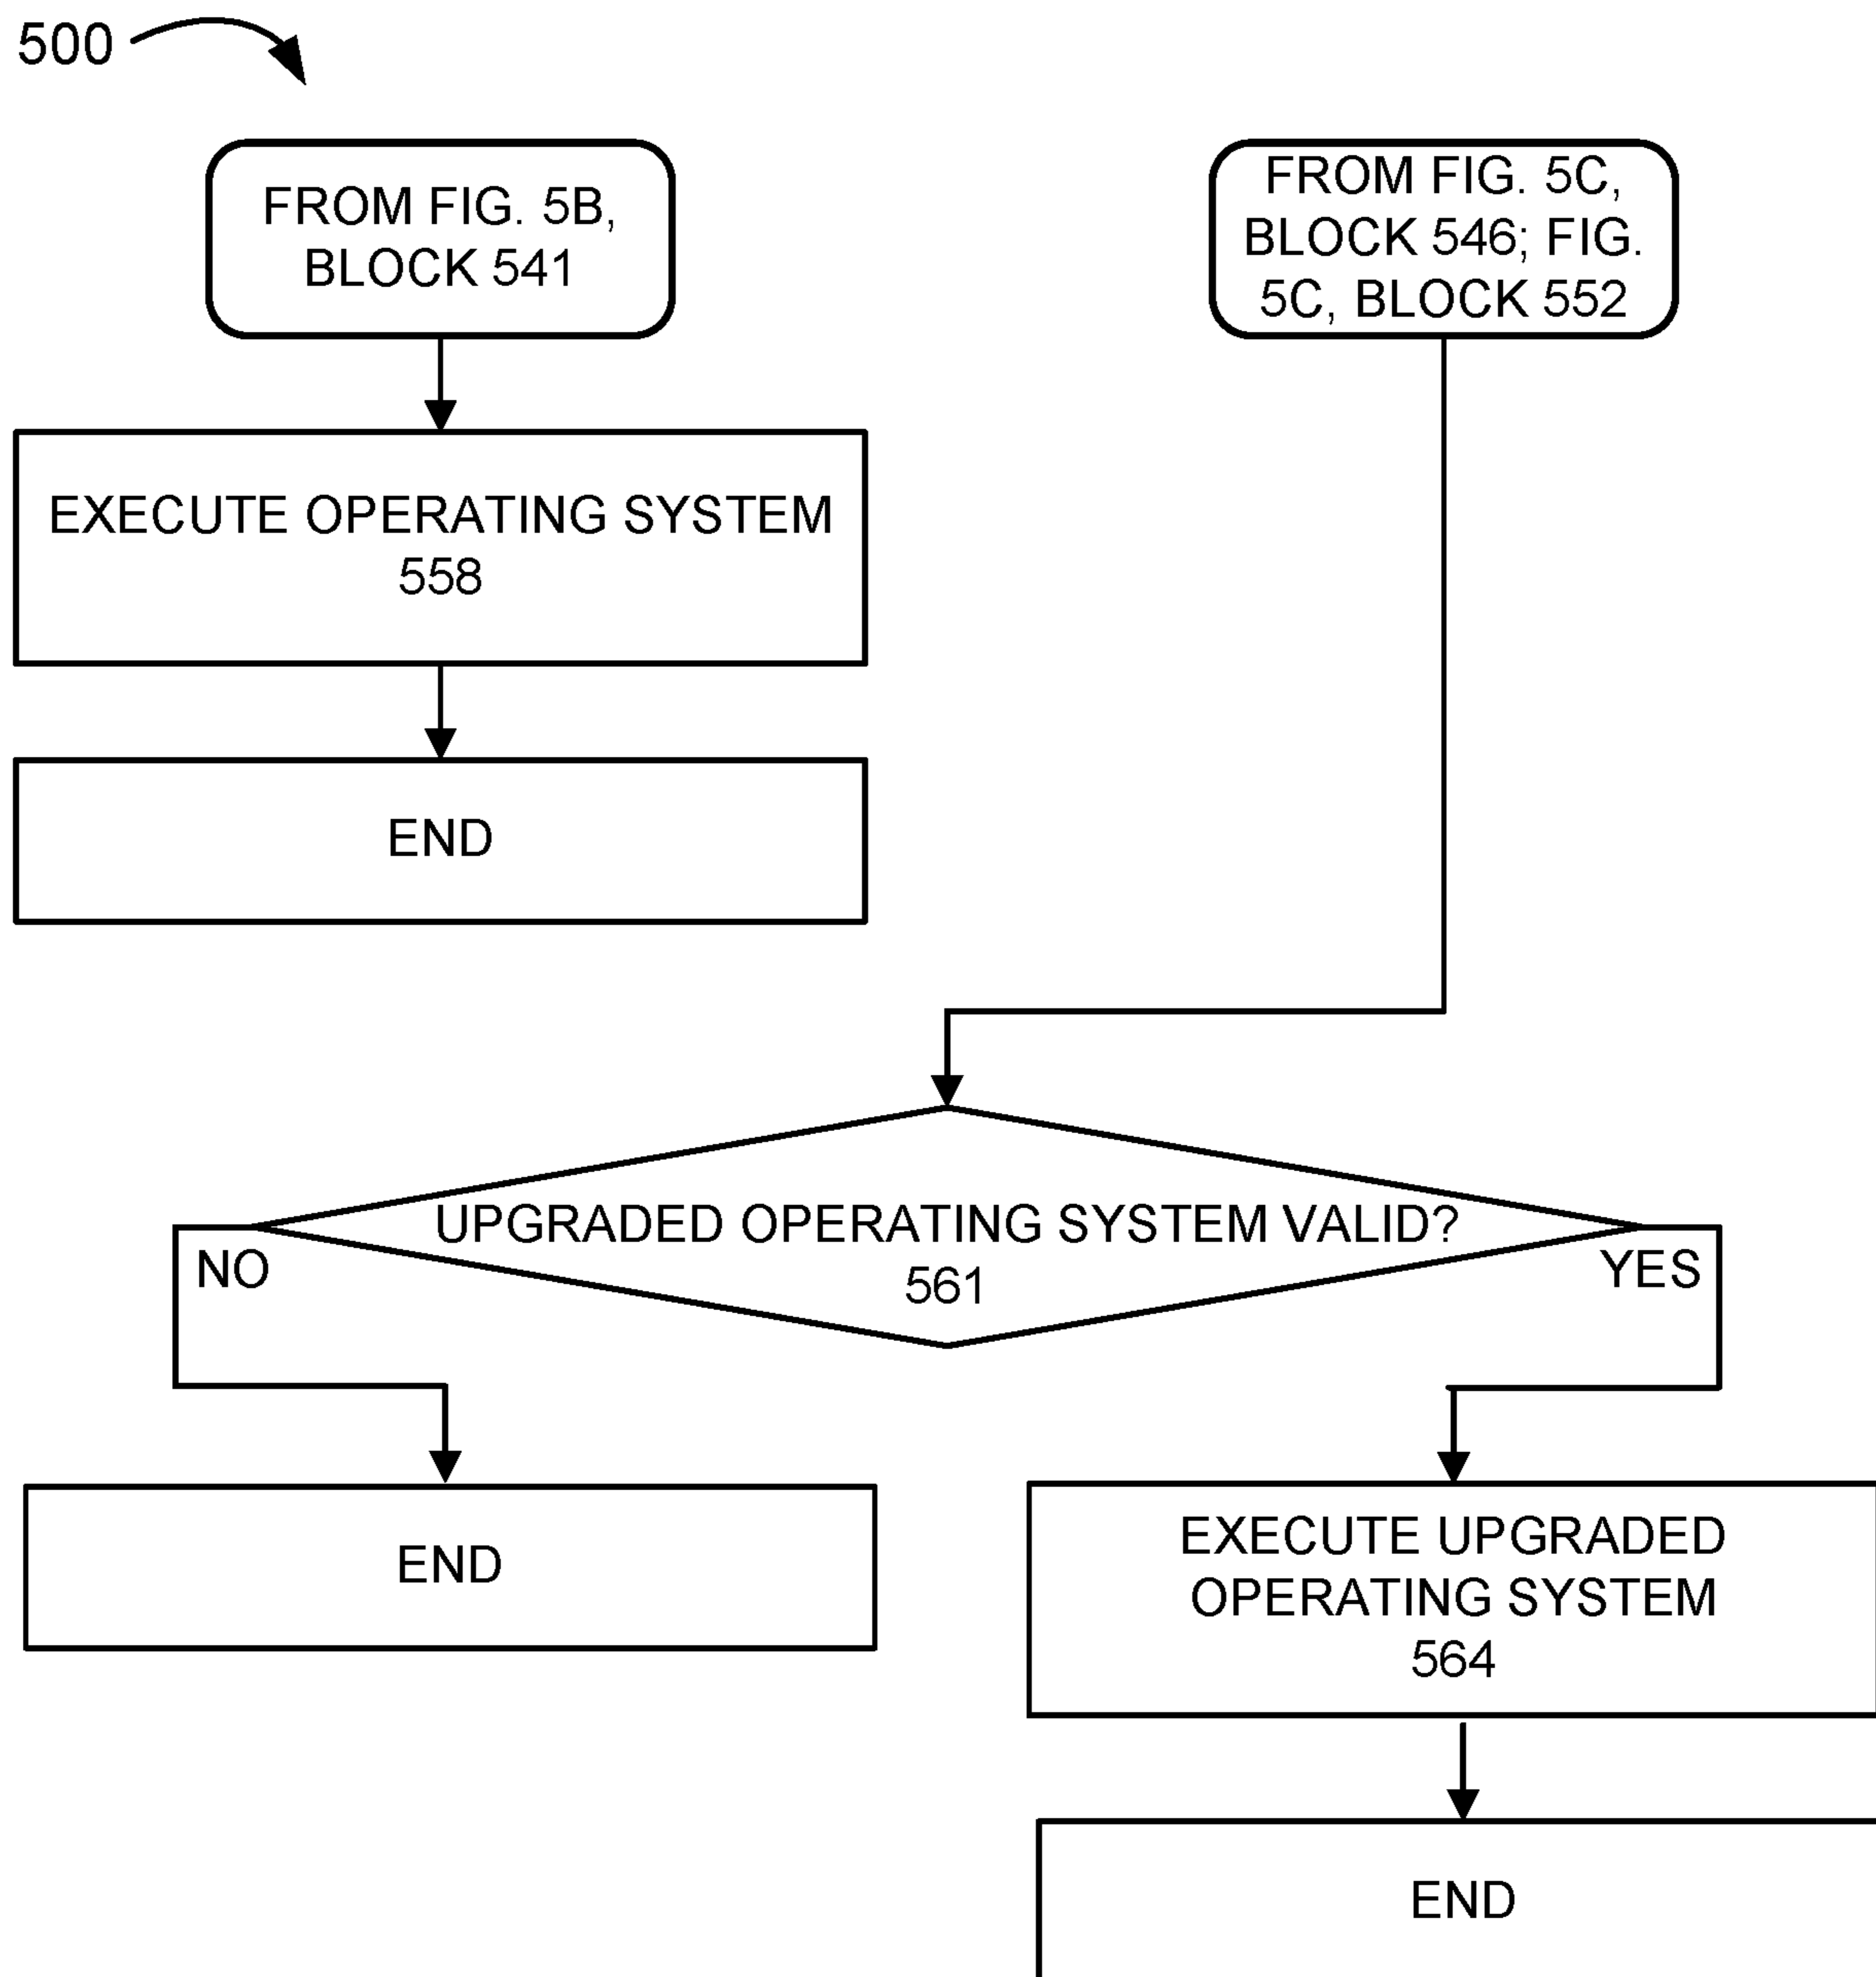 500
FROM FIG. 5B,
BLOCK 541
FROM FIG. 5C,
BLOCK 546; FIG.
5C, BLOCK 552
EXECUTE OPERATING SYSTEM
558
END
UPGRADED OPERATING SYSTEM VALID?
561
NO
YES
END
EXECUTE UPGRADED
OPERATING SYSTEM
564
END